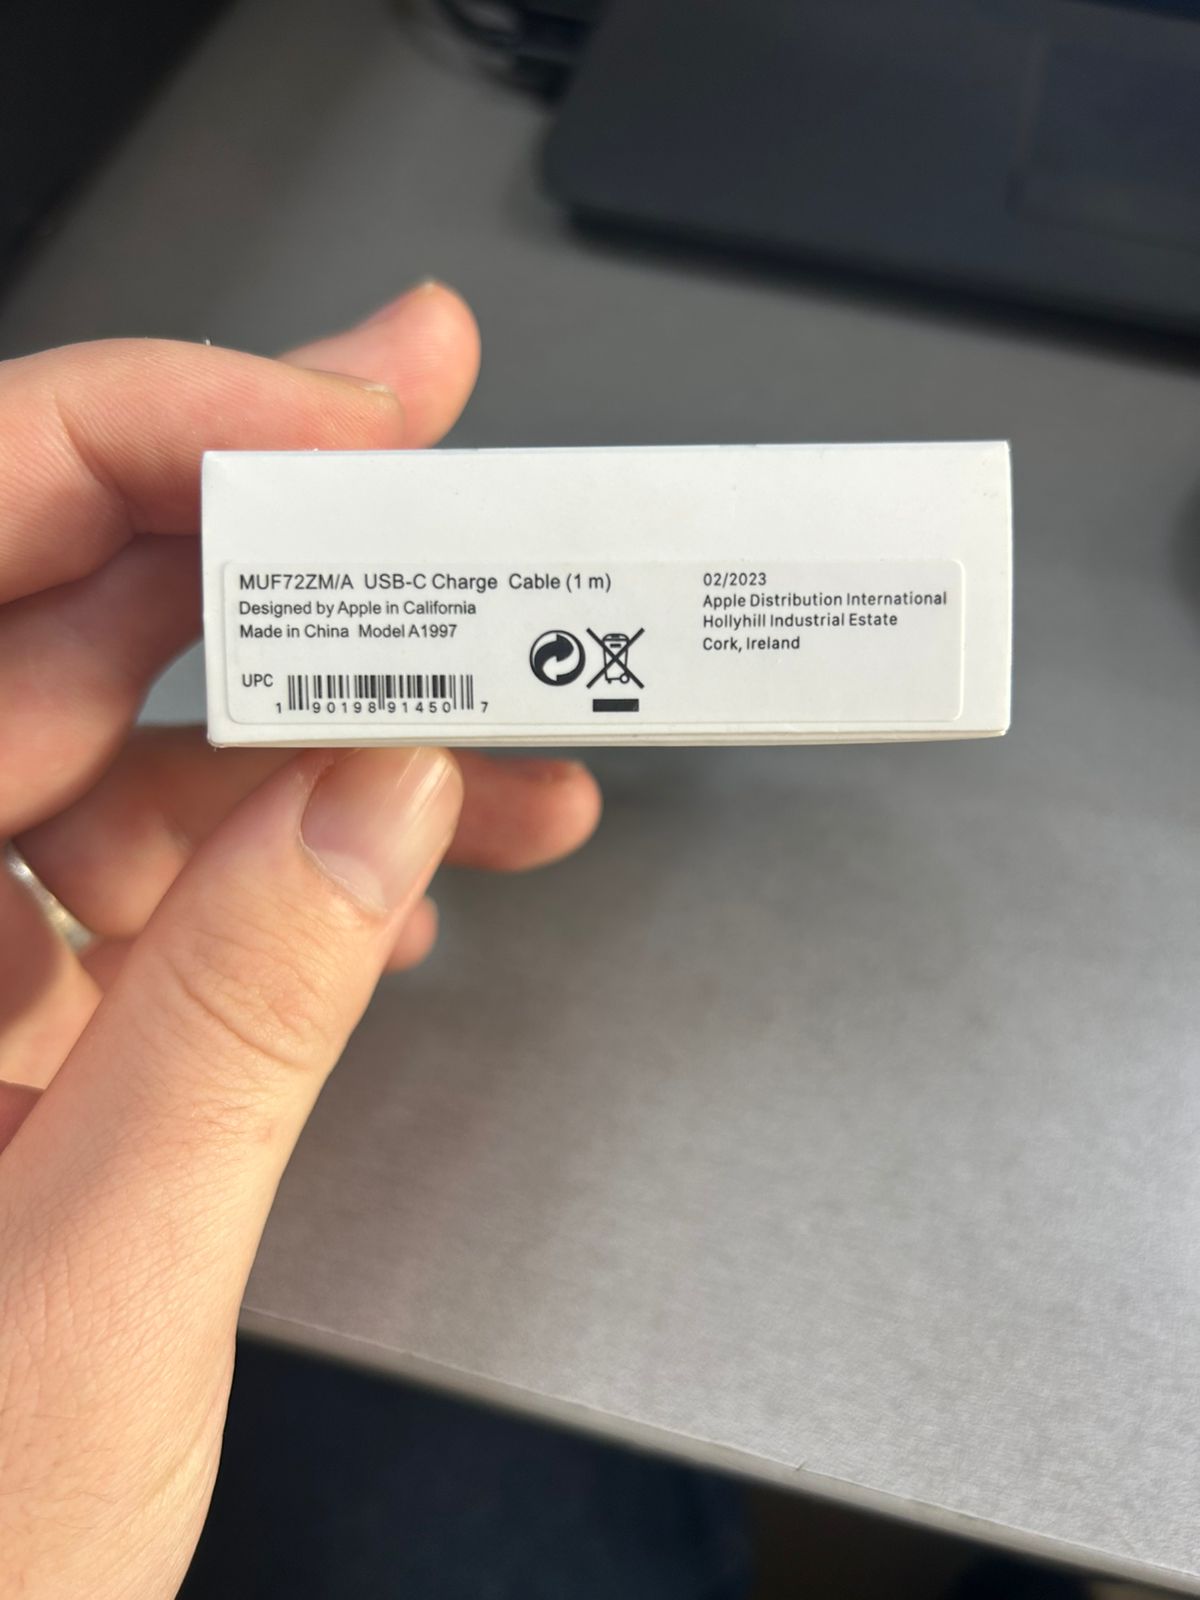 MUF72ZM/A USB-C Charge Cable (1 m)
Designed by Apple in California
Made in China Model A1997
UPC
1 90198 91450 7
02/2023
Apple Distribution International
Hollyhill Industrial Estate
Cork, Ireland